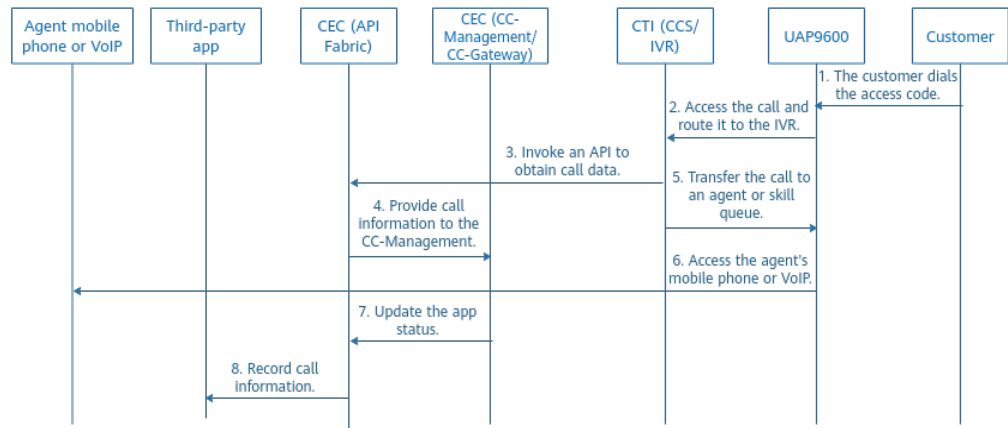 Agent mobile
phone or VoIP
Third-party
app
CEC (API
Fabric)
CEC (CC-
Management/
CC-Gateway)
CTI (CCS/
IVR)
UAP9600
Customer
1. The customer dials
the access code.
2. Access the call and
route it to the IVR.
3. Invoke an API to
obtain call data.
5. Transfer the call to
an agent or skill
queue.
4. Provide call
information to the
CC-Management.
6. Access the agent's
mobile phone or VoIP.
7. Update the app
status.
8. Record call
information.